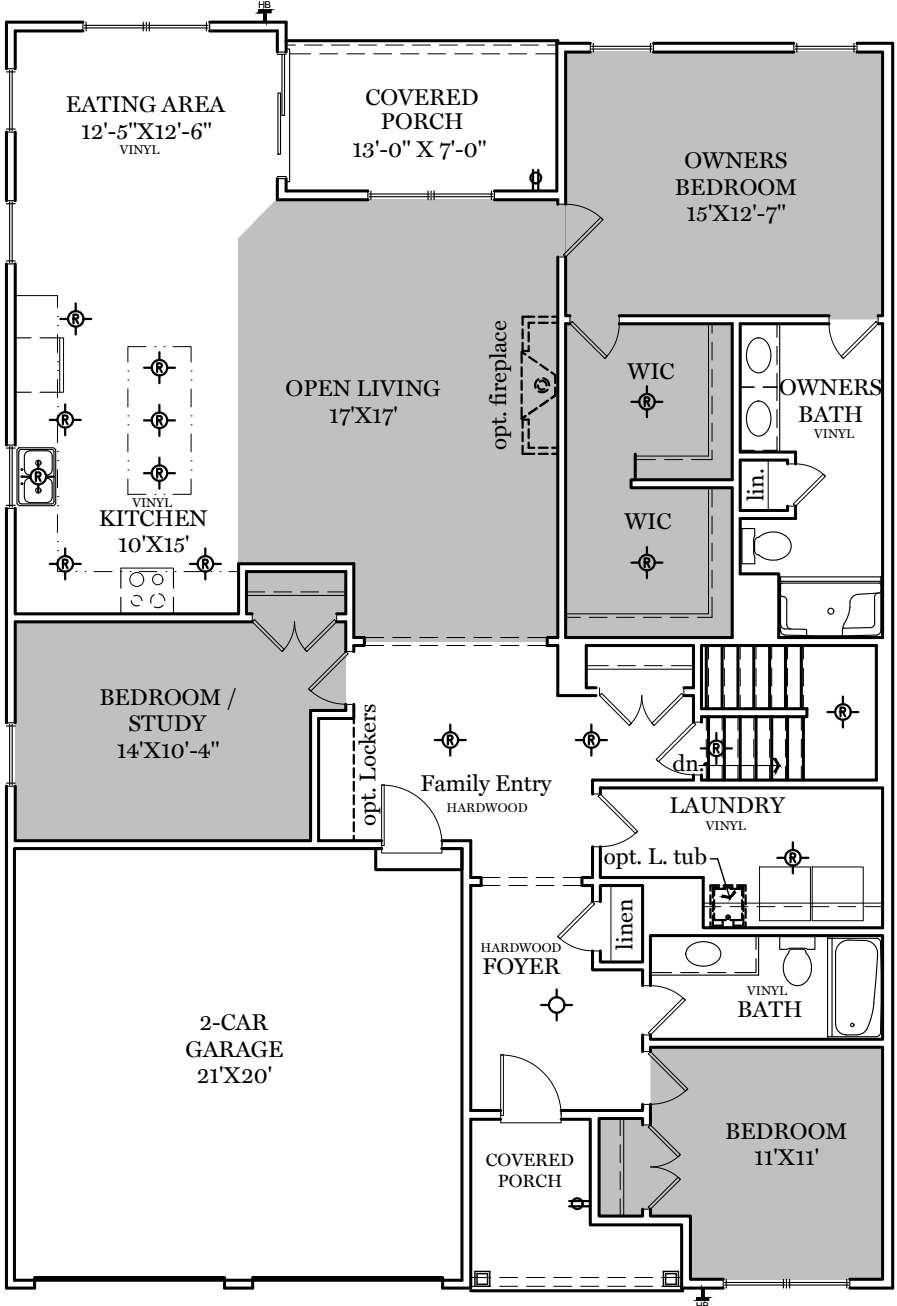 HB
EATING AREA
12'-5"X12'-6"
VINYL
COVERED
PORCH
13'-0" X 7'-0"
OWNERS
BEDROOM
15'X12'-7"
OPEN LIVING
17'X17'
opt. fireplace
WIC
R
WIC
R
OWNERS
BATH
VINYL
lin.
R
R
R
R
R
R
R
R
R
VINYL
KITCHEN
10'X15'
BEDROOM /
STUDY
14'X10'-4"
opt. Lockers
R
R
R
R
dn.
Family Entry
HARDWOOD
LAUNDRY
VINYL
R
opt. L. tub
linen
HARDWOOD
FOYER
VINYL
BATH
2-CAR
GARAGE
21'X20'
COVERED
PORCH
BEDROOM
11'X11'
HB